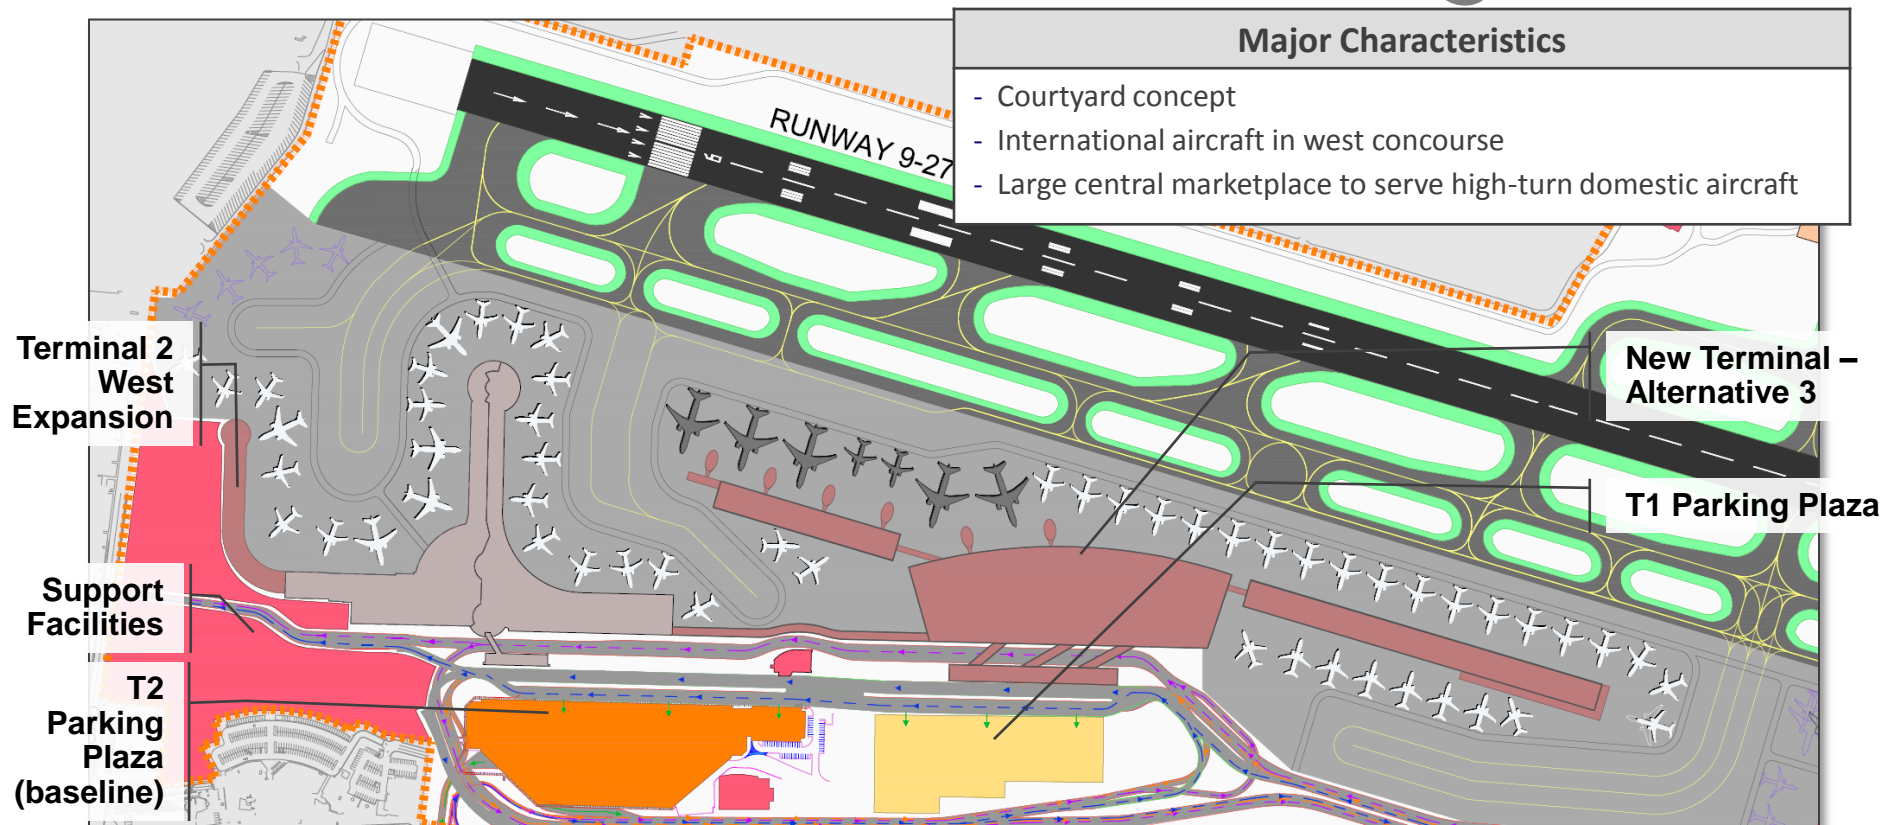 Major Characteristics
- Courtyard concept
- International aircraft in west concourse
- Large central marketplace to serve high-turn domestic aircraft
RUNWAY 9-27
9
Terminal 2
West
Expansion
New Terminal –
Alternative 3
T1 Parking Plaza
Support
Facilities
T2
Parking
Plaza
(baseline)